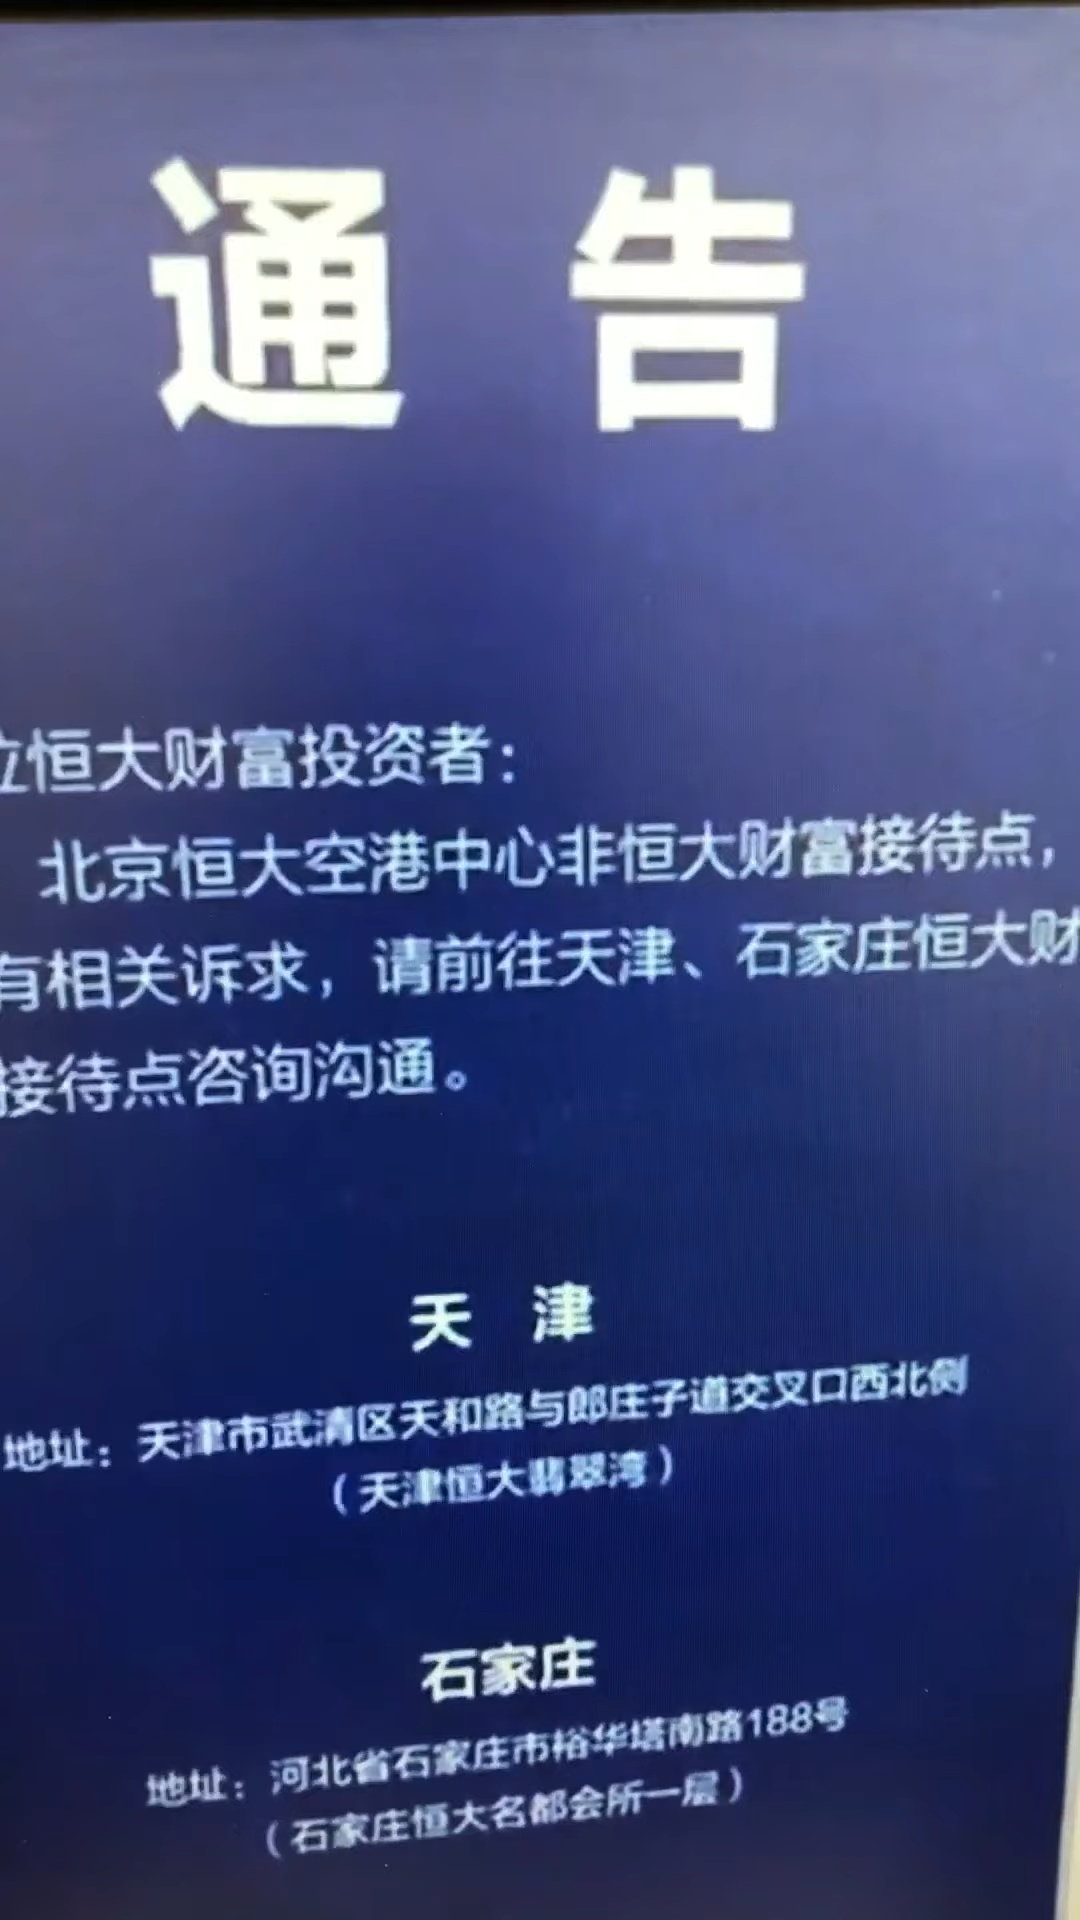 通告
位恒大财富投资者：
北京恒大空港中心非恒大财富接待点，
有相关诉求，请前往天津、石家庄恒大财
接待点咨询沟通。
天 津
地址：天津市武清区天和路与郎庄子道交叉口西北侧
（天津恒大翡翠湾）
石家庄
地址：河北省石家庄市裕华塔南路188号
（石家庄恒大名都会所一层）